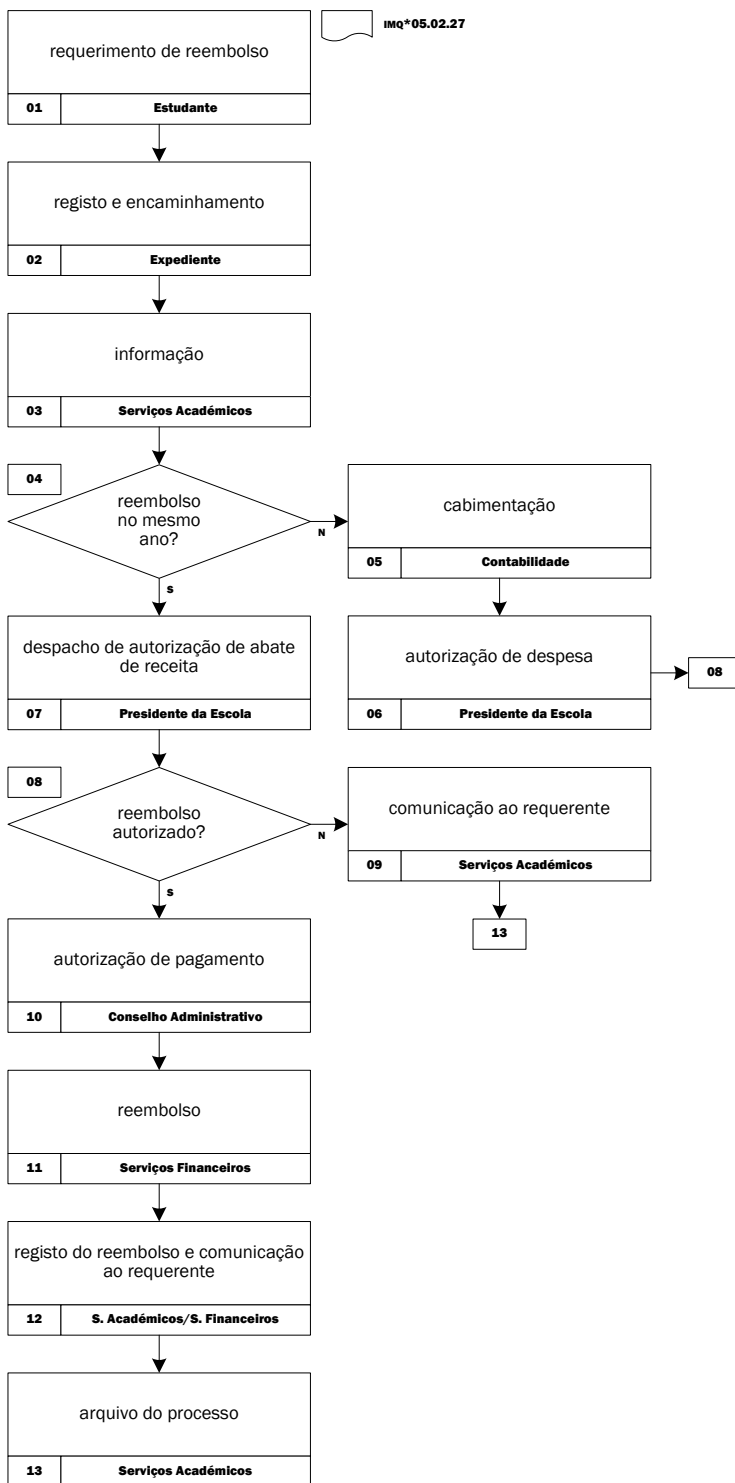 requerimento de reembolso
IMQ*05.02.27
01
Estudante
registo e encaminhamento
02
Expediente
informação
03
Serviços Académicos
04
reembolso
no mesmo
ano?
N
S
cabimentação
05
Contabilidade
despacho de autorização de abate
de receita
07
Presidente da Escola
autorização de despesa
06
Presidente da Escola
08
08
reembolso
autorizado?
N
S
comunicação ao requerente
09
Serviços Académicos
13
autorização de pagamento
10
Conselho Administrativo
reembolso
11
Serviços Financeiros
registo do reembolso e comunicação
ao requerente
12
S. Académicos/S. Financeiros
arquivo do processo
13
Serviços Académicos